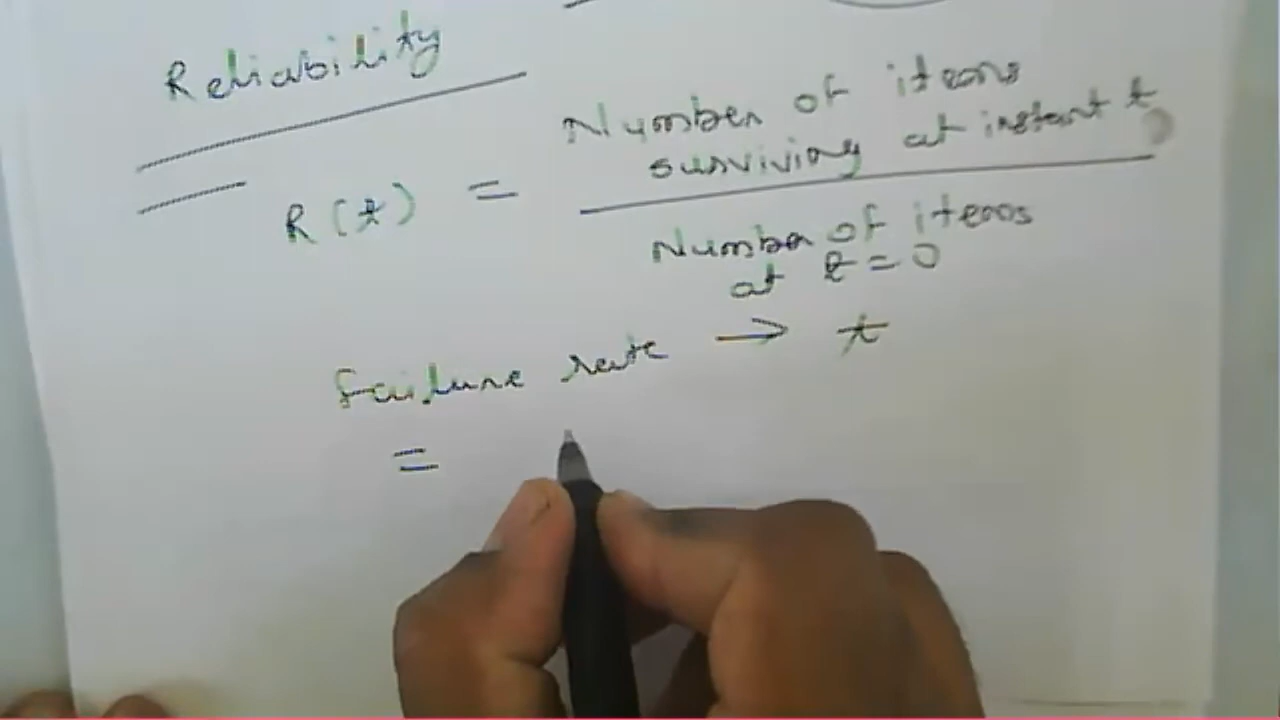 Reliability
R(t) = Number of items
surviving at instant t
Number of items
at t=0
Failure rate → t
=